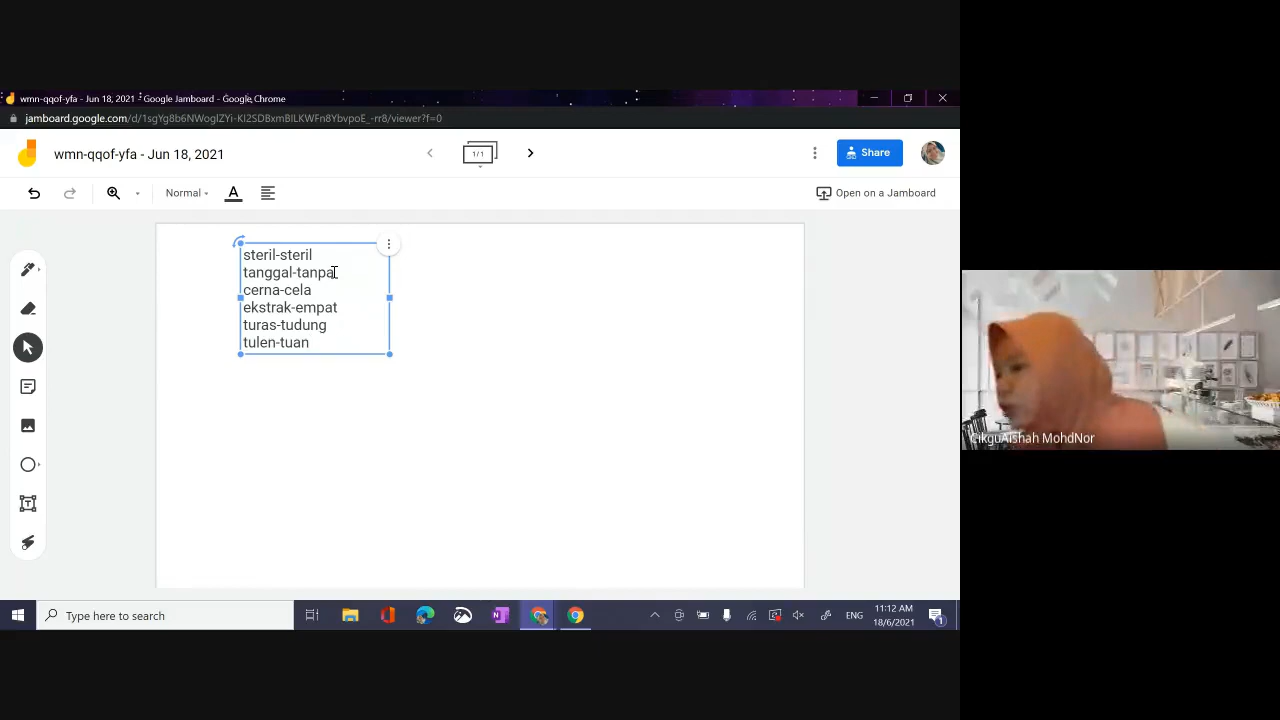 wmn-qqof-yfa - Jun 18, 2021 - Google Jamboard - Google Chrome
jamboard.google.com/d/1sgYg8b6NWoglZYi-KI2SDBxmBILKWFn8YbvpoE_-rr8/viewer?f=0
wmn-qqof-yfa - Jun 18, 2021
1/1
Share
Normal
A
Open on a Jamboard
steril-steril
tanggal-tanpa
cerna-cela
ekstrak-empat
turas-tudung
tulen-tuan
T
CikguAishah MohdNor
Type here to search
ENG
11:12 AM
18/6/2021
1